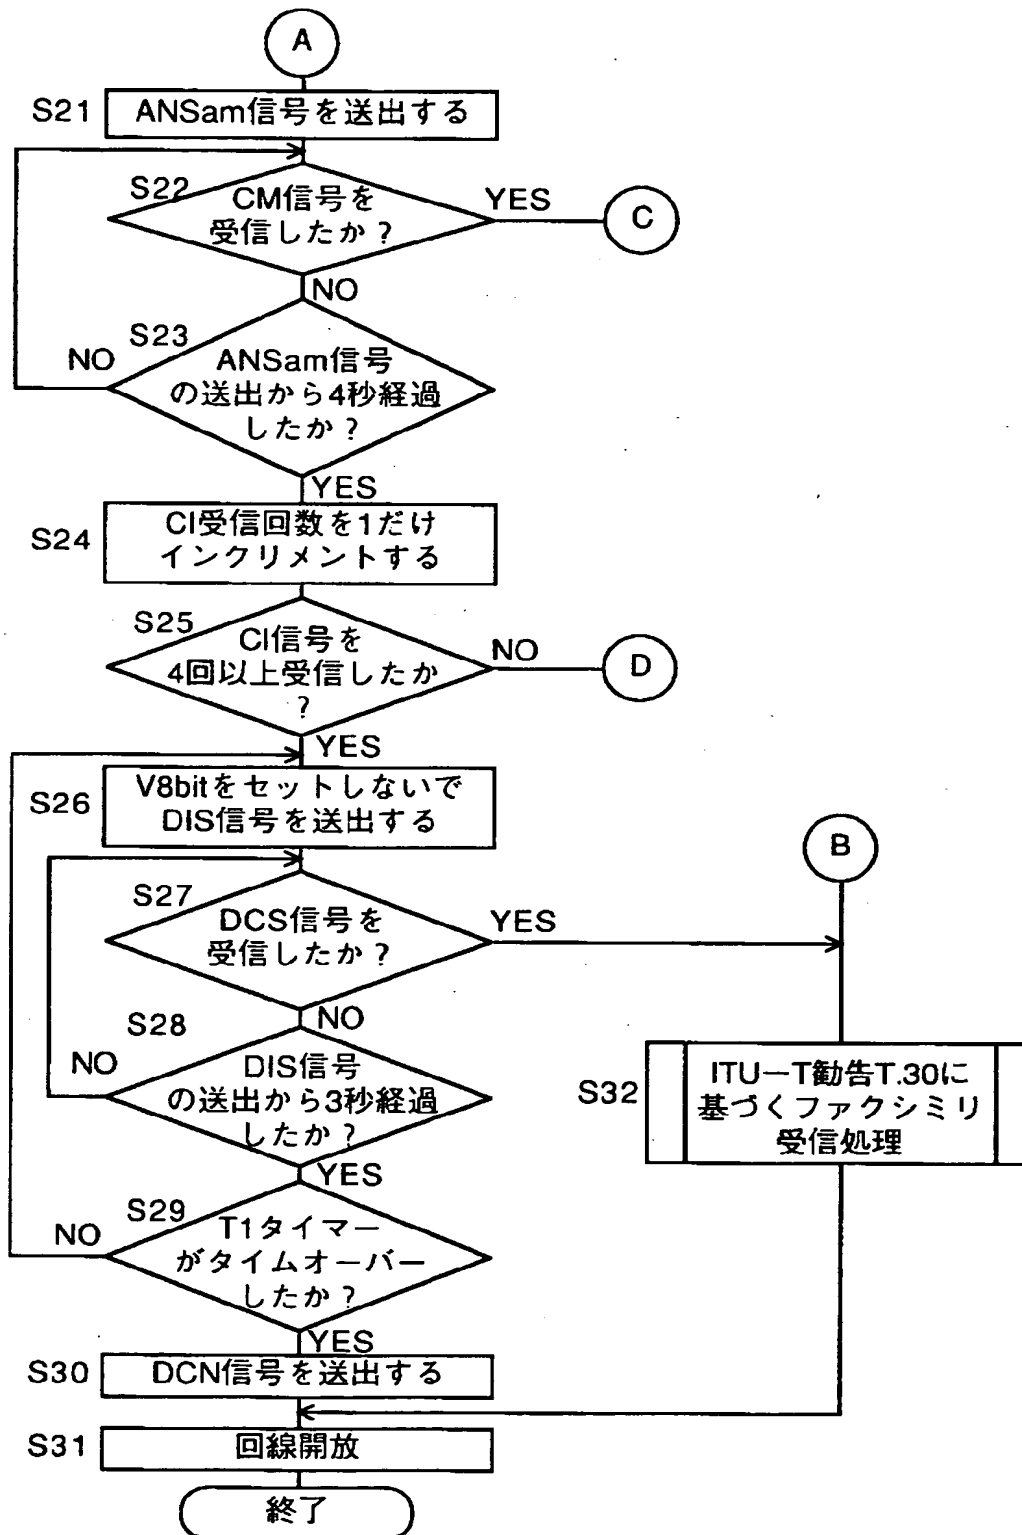 A
S21
ANSam信号を送出する
S22
CM信号を
受信したか？
YES
C
NO
S23
NO
ANSam信号
の送出から4秒経過
したか？
YES
S24
CI受信回数を1だけ
インクリメントする
S25
CI信号を
4回以上受信したか
？
NO
D
YES
S26
V8bitをセットしないで
DIS信号を送出する
B
S27
DCS信号を
受信したか？
YES
NO
S28
NO
DIS信号
の送出から3秒経過
したか？
S32
ITU－T勧告T.30に
基づくファクシミリ
受信処理
YES
S29
NO
T1タイマー
がタイムオーバー
したか？
YES
S30
DCN信号を送出する
S31
回線開放
終了